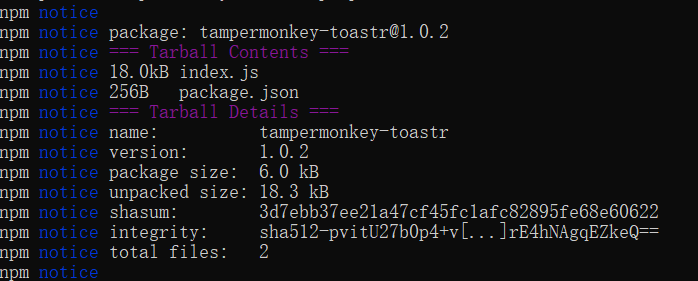 npm notice
npm notice package: tampermonkey-toastr@1.0.2
npm notice === Tarball Contents ===
npm notice 18.0kB index.js
npm notice 256B package.json
npm notice === Tarball Details ===
npm notice name: tampermonkey-toastr
npm notice version: 1.0.2
npm notice package size: 6.0 kB
npm notice unpacked size: 18.3 kB
npm notice shasum: 3d7ebb37ee21a47cf45fc1afc82895fe68e60622
npm notice integrity: sha512-pvitU27b0p4+v[...]rE4hNAgqEZkeQ==
npm notice total files: 2
npm notice